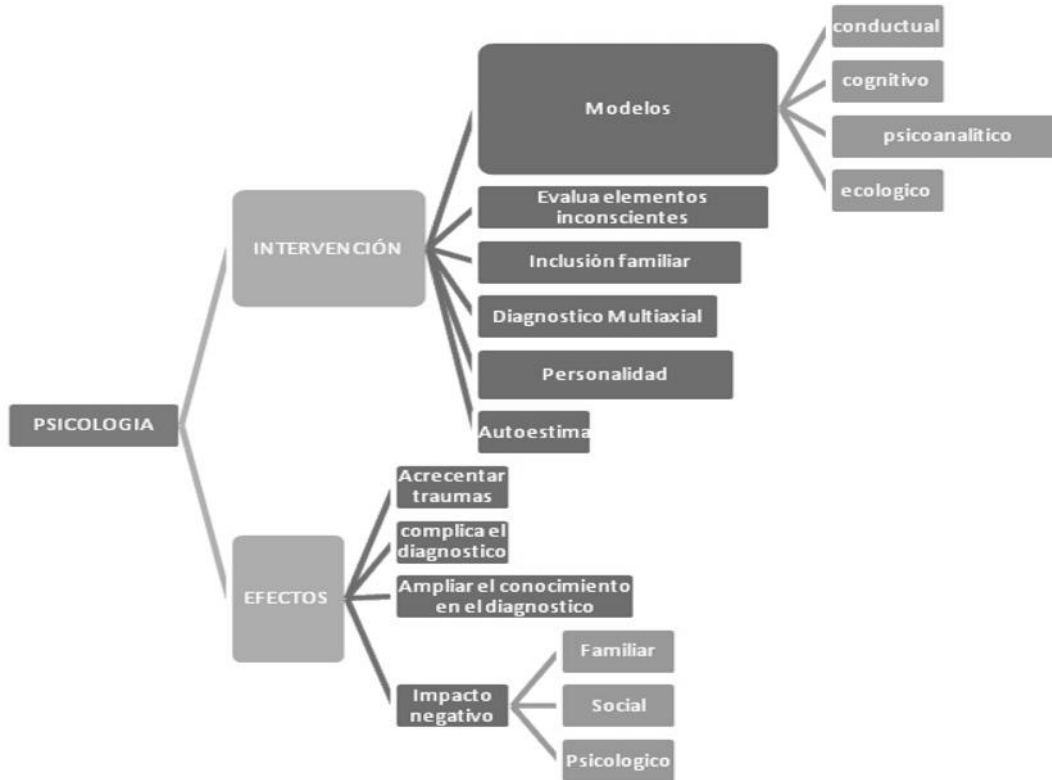 PSICOLOGIA
INTERVENCIÓN
Modelos
conductual
cognitivo
psicoanalitico
ecologico
Evalua elementos
inconscientes
Inclusión familiar
Diagnostico Multiaxial
Personalidad
Autoestima
EFECTOS
Acrecentar
traumas
complica el
diagnostico
Ampliar el conocimiento
en el diagnostico
Impacto
negativo
Familiar
Social
Psicologico